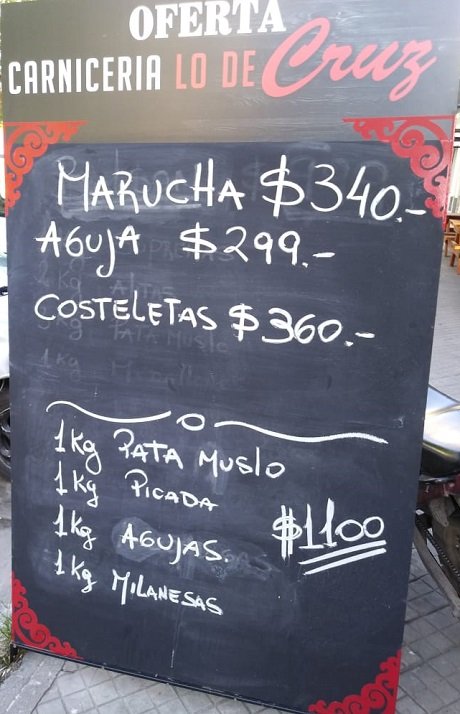 OFERTA
CARNICERIA LO DE Cruz
MARUCHA $340.-
AGUJA $299.-
COSTELETAS $360.-
1Kg PATA MUSLO
1Kg PICADA
1Kg AGUJAS. $1100
1Kg MILANESAS